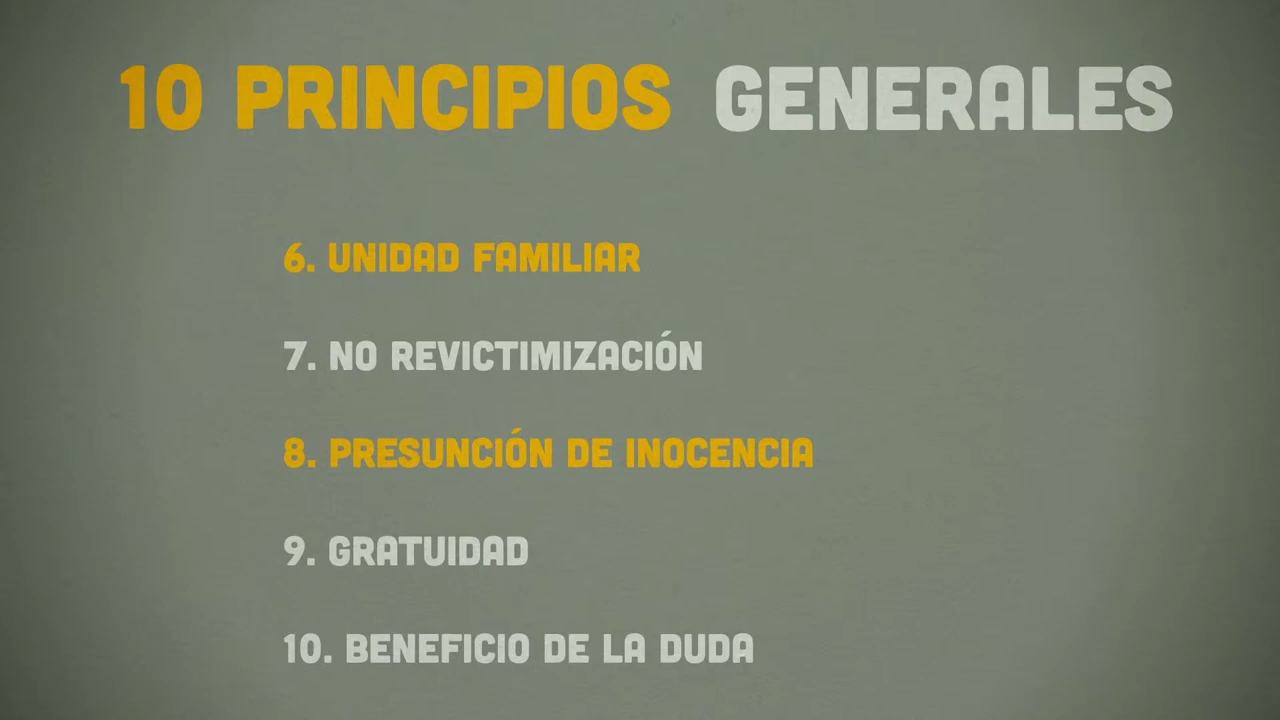 10 PRINCIPIOS GENERALES
6. UNIDAD FAMILIAR
7. NO REVICTIMIZACIÓN
8. PRESUNCIÓN DE INOCENCIA
9. GRATUIDAD
10. BENEFICIO DE LA DUDA